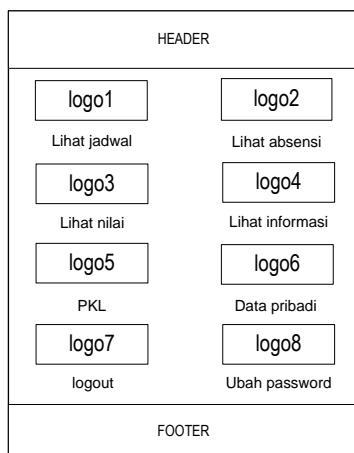 HEADER
logo1 logo2
Lihat jadwal Lihat absensi
logo3 logo4
Lihat nilai Lihat informasi
logo5 logo6
PKL Data pribadi
logo7 logo8
logout Ubah password
FOOTER